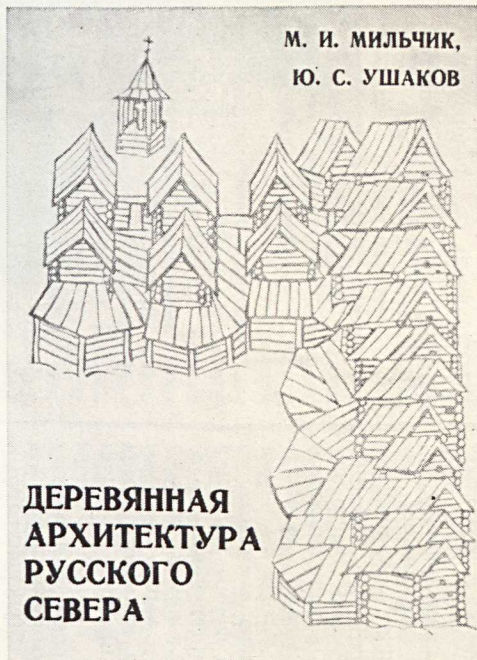 М. И. МИЛЬЧИК,
Ю. С. УШАКОВ
ДЕРЕВЯННАЯ
АРХИТЕКТУРА
РУССКОГО
СЕВЕРА